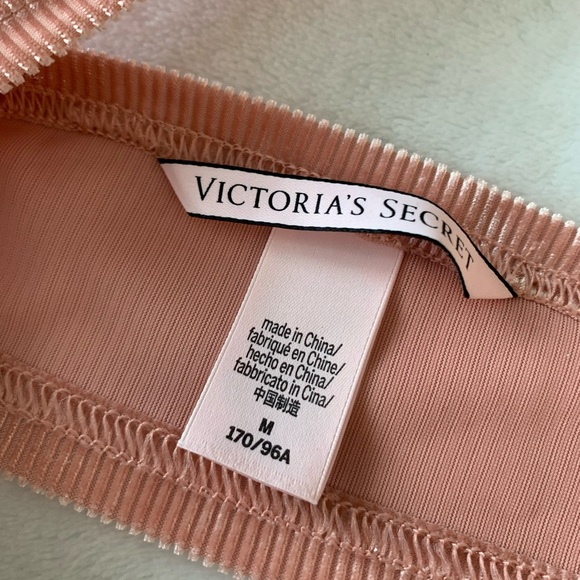 VICTORIA'S SECRET
made in China/
fabriqué en Chine/
hecho en China/
fabbricato in Cina/
中国制造
M
170/96A